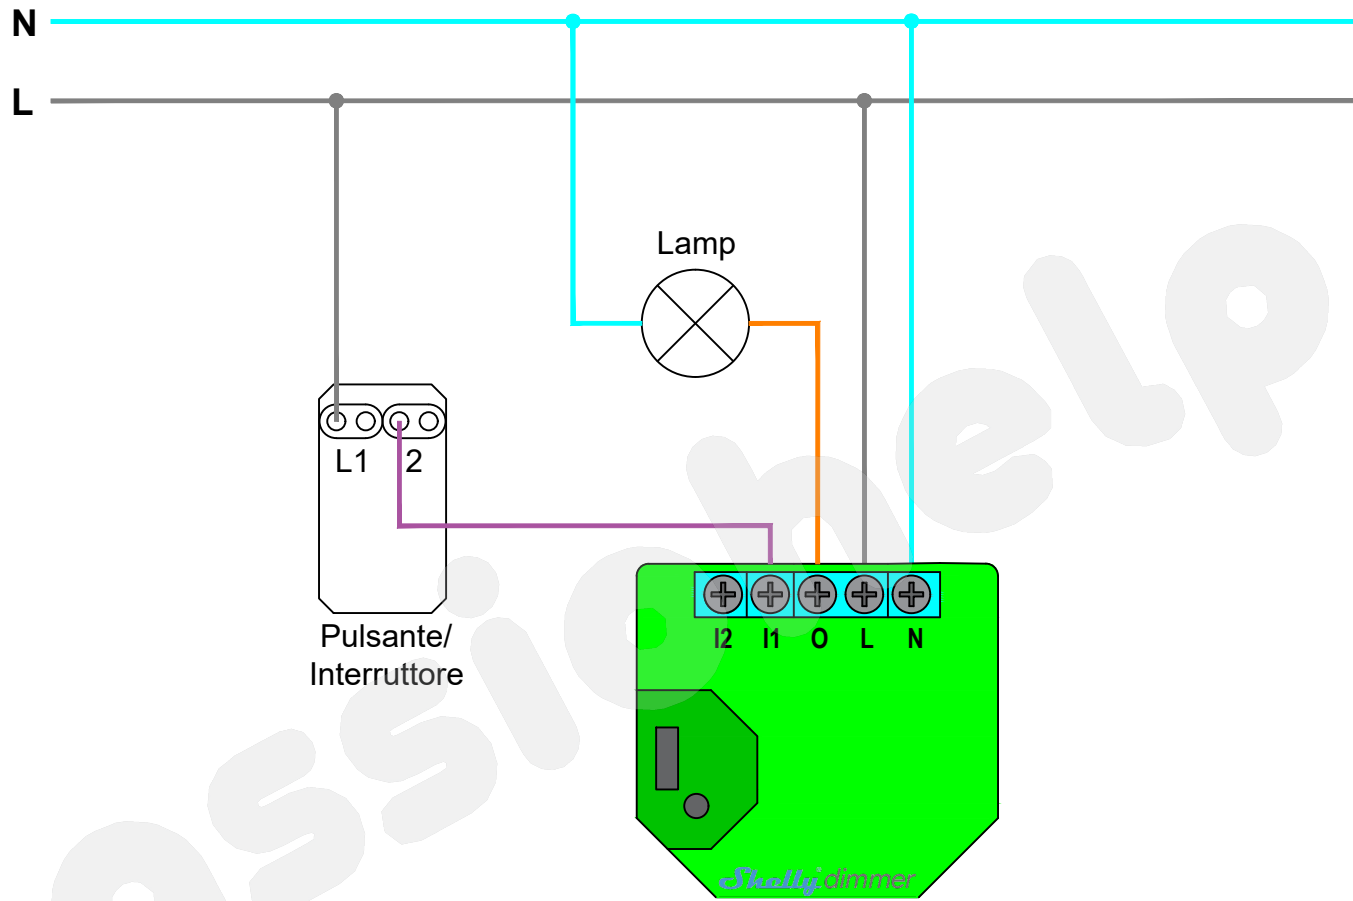 N
L
Lamp
L1 2
Pulsante/
Interruttore
I2 I1 O L N
Shelly dimmer